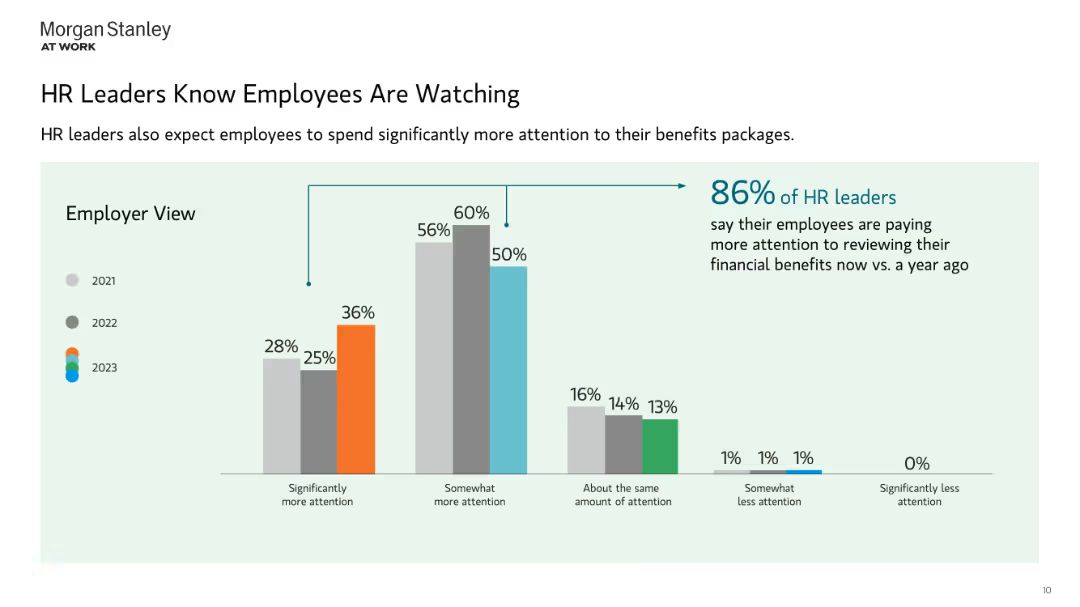 Morgan Stanley
AT WORK
HR Leaders Know Employees Are Watching
HR leaders also expect employees to spend significantly more attention to their benefits packages.
Employer View
2021
2022
2023
86% of HR leaders
say their employees are paying
more attention to reviewing their
financial benefits now vs. a year ago
28%
25%
36%
56%
60%
50%
16%
14%
13%
1%
1%
1%
0%
Significantly
more attention
Somewhat
more attention
About the same
amount of attention
Somewhat
less attention
Significantly less
attention
10